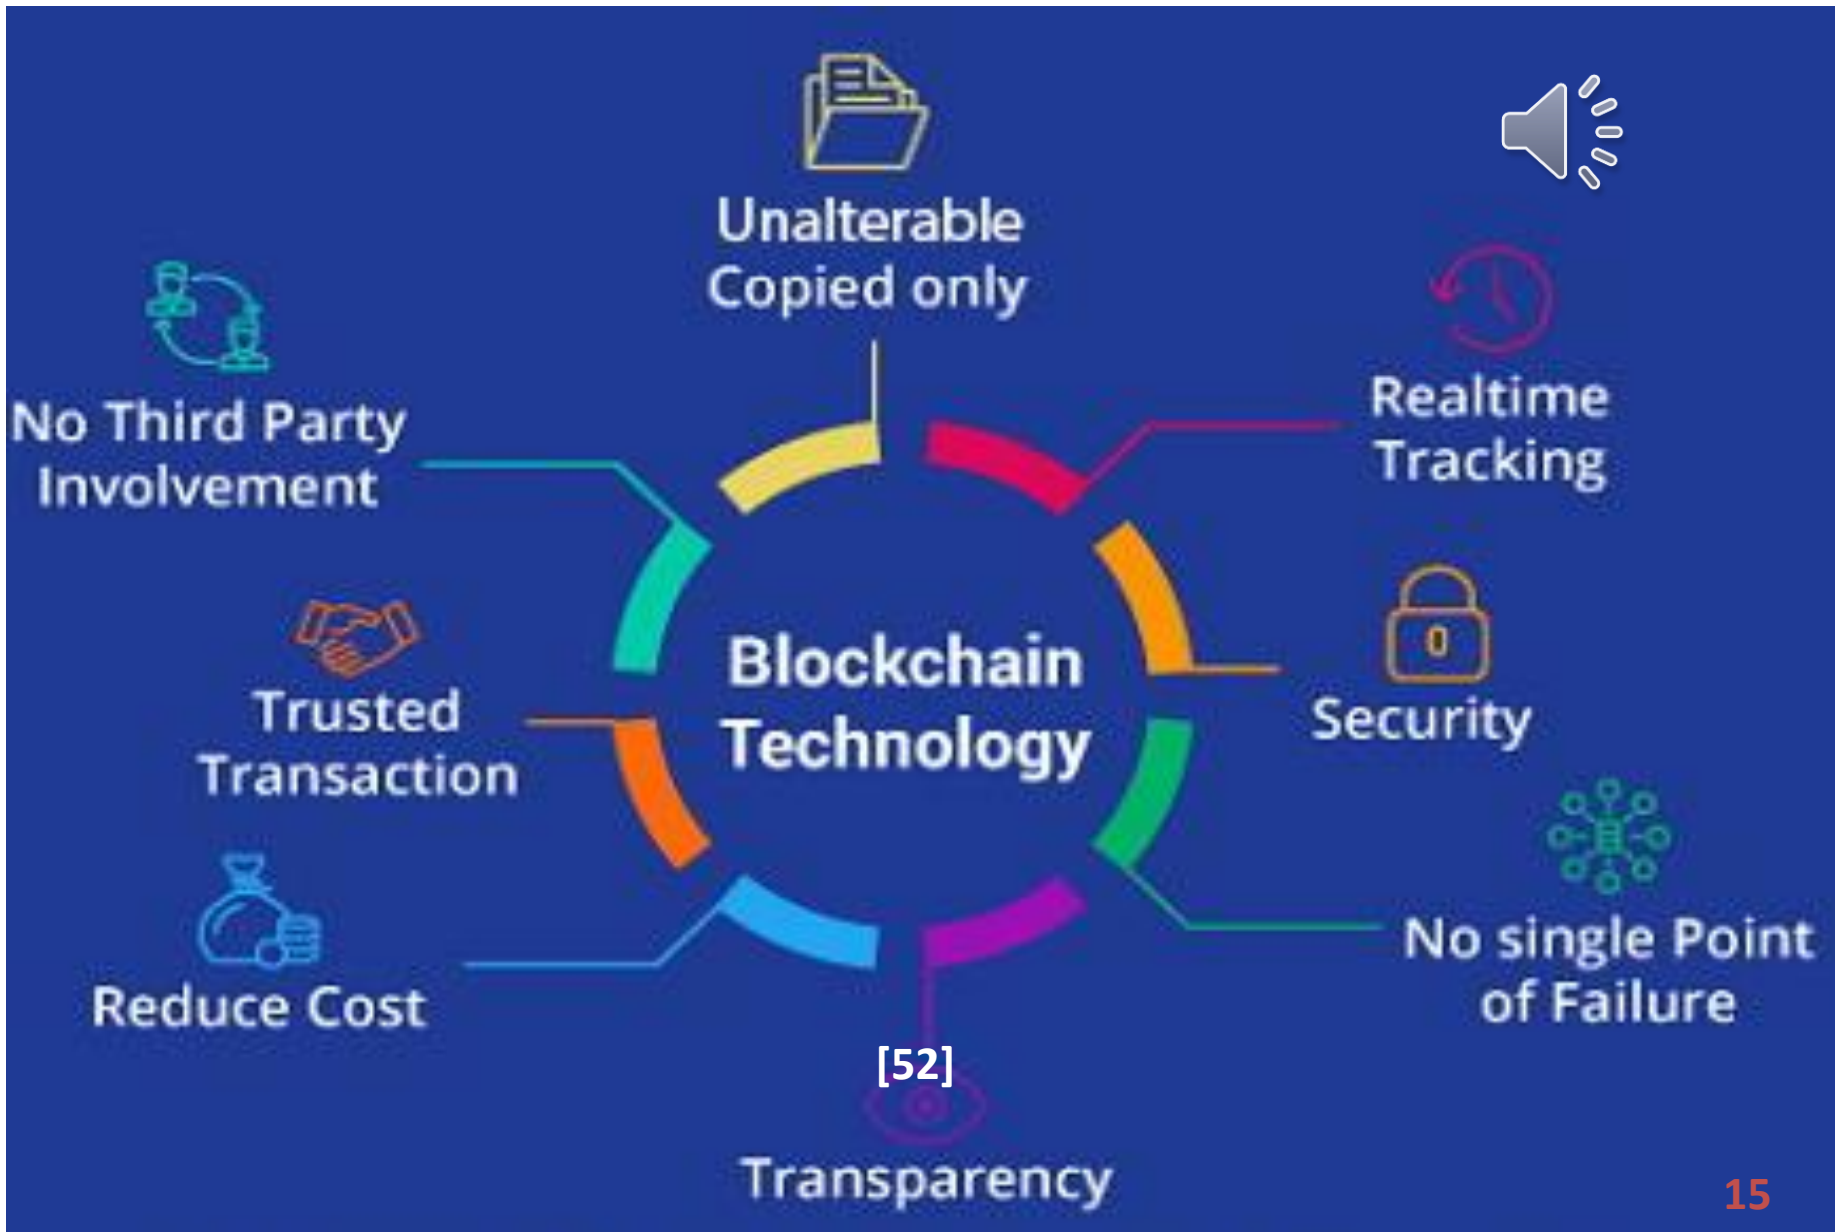 Unalterable
Copied only
Realtime
Tracking
No Third Party
Involvement
Security
Trusted
Transaction
Blockchain
Technology
No single Point
of Failure
Reduce Cost
[52]
Transparency
15